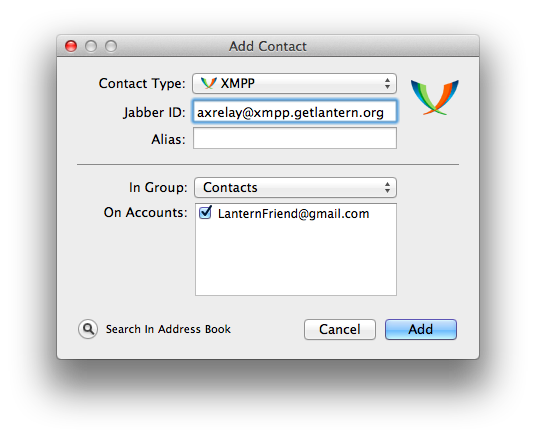 Add Contact
Contact Type: XMPP
Jabber ID: axrelay@xmpp.getlantern.org
Alias:
In Group: Contacts
On Accounts: LanternFriend@gmail.com
Search In Address Book Cancel Add